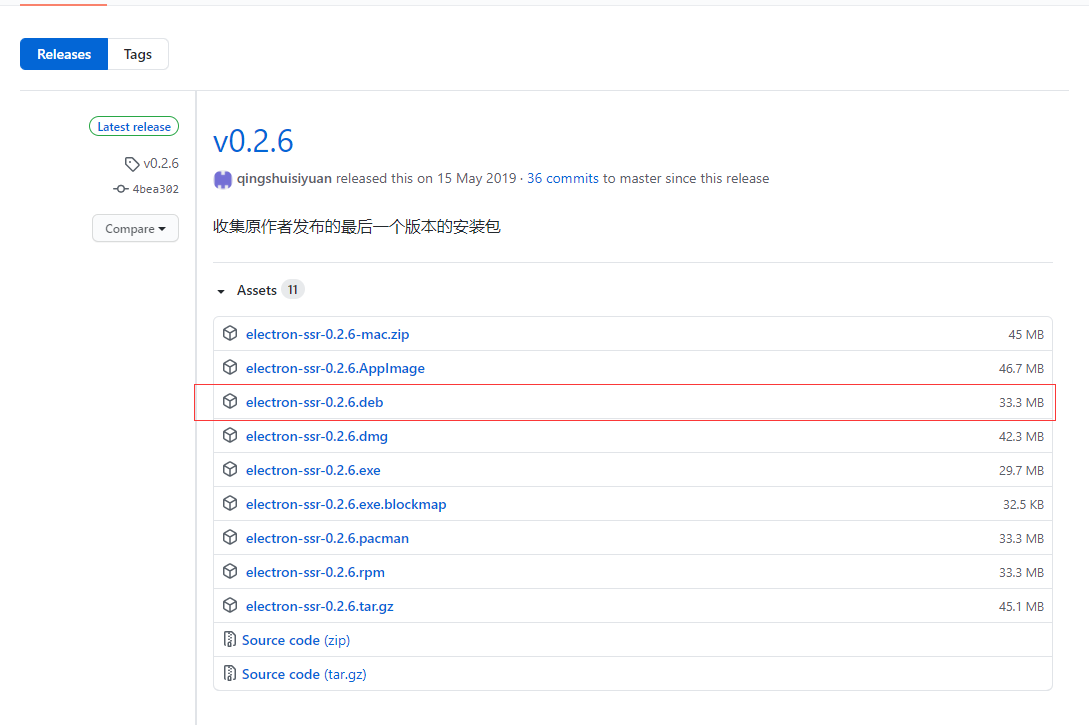 Releases Tags
Latest release
v0.2.6
4bea302
Compare
v0.2.6
qingshuisiyuan released this on 15 May 2019 · 36 commits to master since this release
收集原作者发布的最后一个版本的安装包
Assets 11
electron-ssr-0.2.6-mac.zip 45 MB
electron-ssr-0.2.6.AppImage 46.7 MB
electron-ssr-0.2.6.deb 33.3 MB
electron-ssr-0.2.6.dmg 42.3 MB
electron-ssr-0.2.6.exe 29.7 MB
electron-ssr-0.2.6.exe.blockmap 32.5 KB
electron-ssr-0.2.6.pacman 33.3 MB
electron-ssr-0.2.6.rpm 33.3 MB
electron-ssr-0.2.6.tar.gz 45.1 MB
Source code (zip)
Source code (tar.gz)